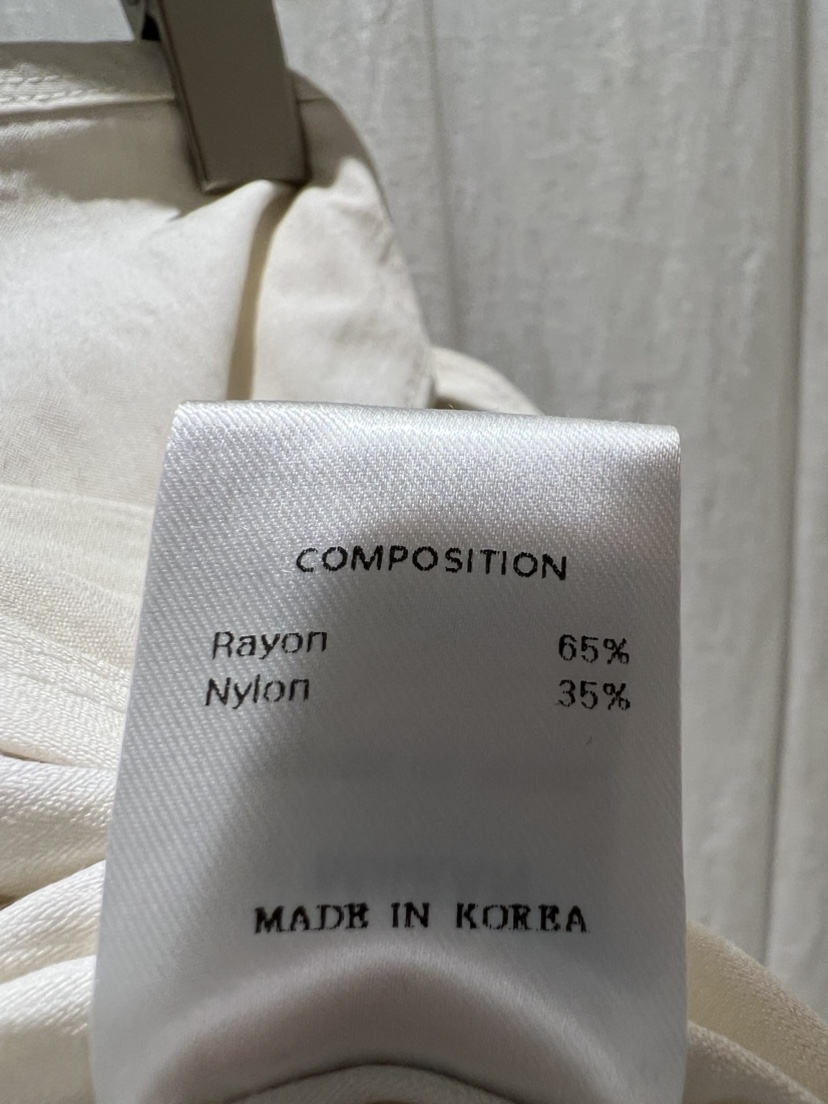 COMPOSITION
Rayon 65%
Nylon 35%
MADE IN KOREA